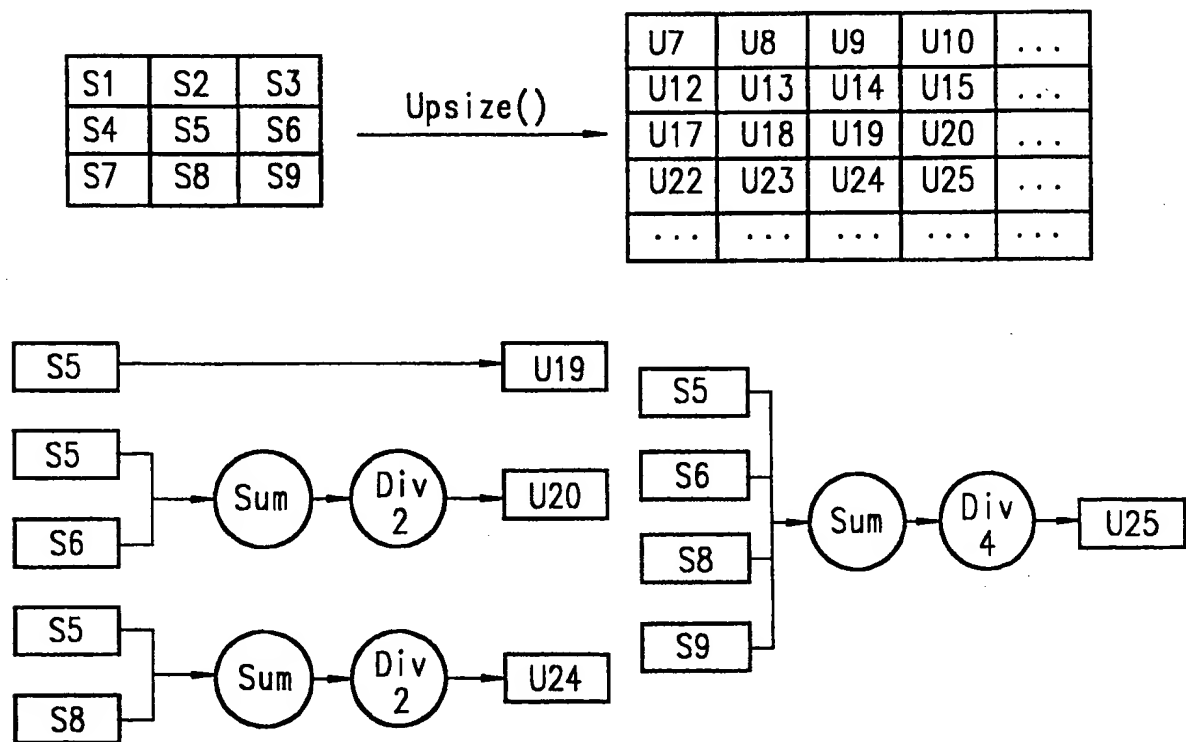 S1 S2 S3
S4 S5 S6
S7 S8 S9
Upsize()
U7 U8 U9 U10 ...
U12 U13 U14 U15 ...
U17 U18 U19 U20 ...
U22 U23 U24 U25 ...
... ... ... ... ...
S5 U19
S5
S6
Sum
Div
2
U20
S5
S8
Sum
Div
2
U24
S5
S6
S8
S9
Sum
Div
4
U25